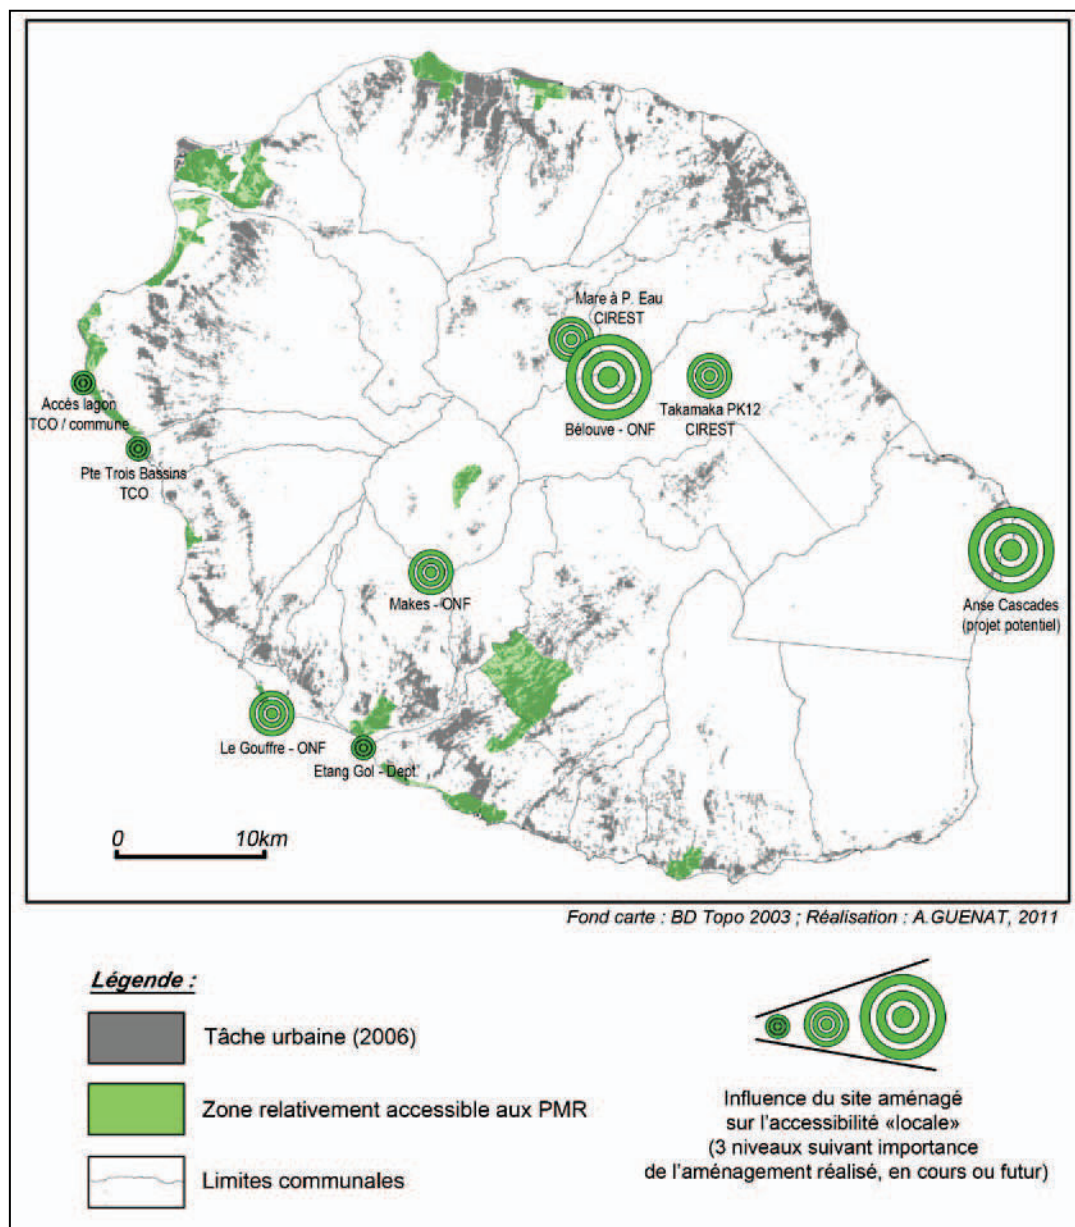 Mare à P. Eau
CIREST
Accès lagon
TCO / commune
Takamaka PK12
CIREST
Bélouve - ONF
Pte Trois Bassins
TCO
Makes - ONF
Anse Cascades
(projet potentiel)
Le Gouffre - ONF
Etang Gol - Dept.
0 10km
Fond carte : BD Topo 2003 ; Réalisation : A.GUENAT, 2011
Légende :
Tâche urbaine (2006)
Zone relativement accessible aux PMR
Limites communales
Influence du site aménagé
sur l'accessibilité «locale»
(3 niveaux suivant importance
de l'aménagement réalisé, en cours ou futur)